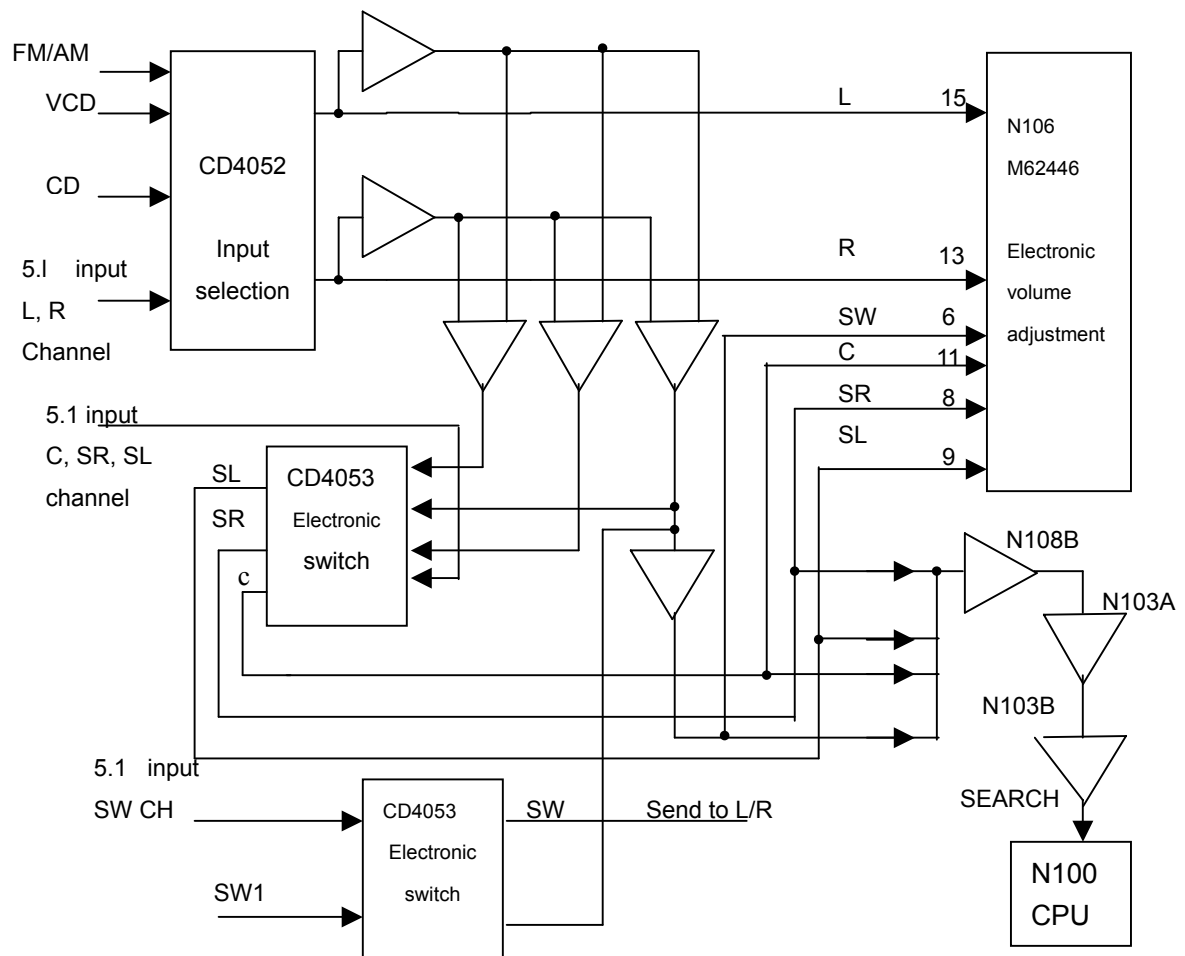 FM/AM
VCD
CD
5.I input
L, R
Channel
CD4052
Input
selection
L 15
R 13
SW 6
C 11
SR 8
SL 9
N106
M62446
Electronic
volume
adjustment
5.1 input
C, SR, SL
channel
SL
SR
c
CD4053
Electronic
switch
N108B
N103A
N103B
SEARCH
N100
CPU
5.1 input
SW CH
SW1
CD4053
Electronic
switch
SW Send to L/R